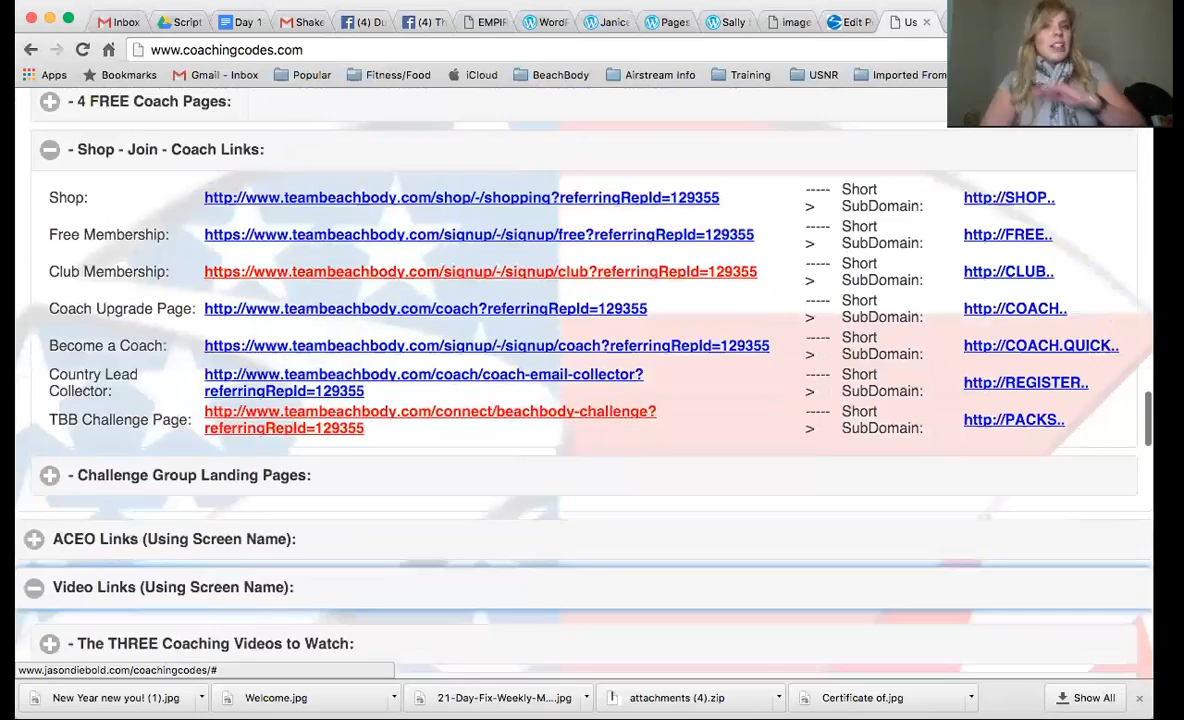 Inbox
Script
Day 1
Shake
(4) Du
(4) Th
EMPIR
WordF
Janice
Pages
Sally S
image
Edit P
Us
www.coachingcodes.com
Apps
Bookmarks
Gmail - Inbox
Popular
Fitness/Food
iCloud
BeachBody
Airstream Info
Training
USNR
Imported From
- 4 FREE Coach Pages:
- Shop - Join - Coach Links:
Shop: http://www.teambeachbody.com/shop/-/shopping?referringRepId=129355 -----> Short SubDomain: http://SHOP..
Free Membership: https://www.teambeachbody.com/signup/-/signup/free?referringRepId=129355 -----> Short SubDomain: http://FREE..
Club Membership: https://www.teambeachbody.com/signup/-/signup/club?referringRepId=129355 -----> Short SubDomain: http://CLUB..
Coach Upgrade Page: http://www.teambeachbody.com/coach?referringRepId=129355 -----> Short SubDomain: http://COACH..
Become a Coach: https://www.teambeachbody.com/signup/-/signup/coach?referringRepId=129355 -----> Short SubDomain: http://COACH.QUICK..
Country Lead Collector: http://www.teambeachbody.com/coach/coach-email-collector?referringRepId=129355 -----> Short SubDomain: http://REGISTER..
TBB Challenge Page: http://www.teambeachbody.com/connect/beachbody-challenge?referringRepId=129355 -----> Short SubDomain: http://PACKS..
- Challenge Group Landing Pages:
ACEO Links (Using Screen Name):
Video Links (Using Screen Name):
- The THREE Coaching Videos to Watch:
www.jasondiebold.com/coachingcodes/#
New Year new you! (1).jpg
Welcome.jpg
21-Day-Fix-Weekly-M....jpg
attachments (4).zip
Certificate of.jpg
Show All